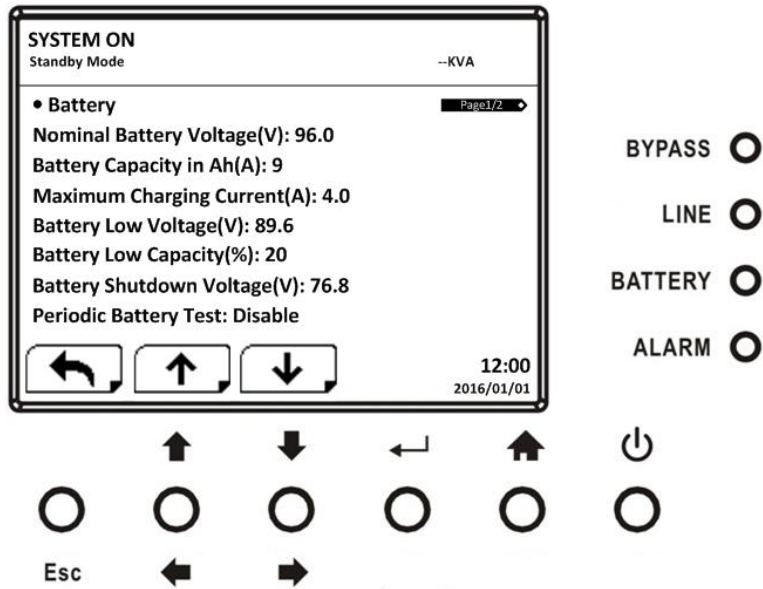 SYSTEM ON
Standby Mode
--KVA
• Battery
Page1/2
Nominal Battery Voltage(V): 96.0
Battery Capacity in Ah(A): 9
Maximum Charging Current(A): 4.0
Battery Low Voltage(V): 89.6
Battery Low Capacity(%): 20
Battery Shutdown Voltage(V): 76.8
Periodic Battery Test: Disable
12:00
2016/01/01
BYPASS
LINE
BATTERY
ALARM
Esc